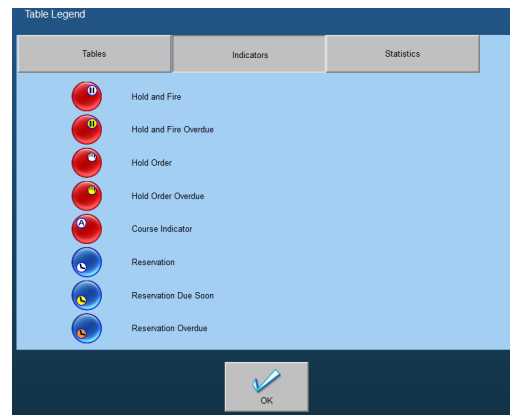 Table Legend
Tables Indicators Statistics
Hold and Fire
Hold and Fire Overdue
Hold Order
Hold Order Overdue
A Course Indicator
Reservation
Reservation Due Soon
Reservation Overdue
OK